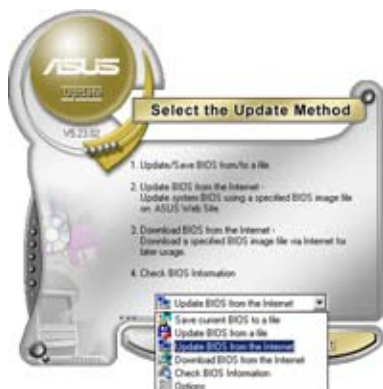 ASUS
Update
V5.23.02
Select the Update Method
1. Update/Save BIOS from/to a file
2. Update BIOS from the Internet -
Update system BIOS using a specified BIOS image file
on ASUS Web Site.
3. Download BIOS from the Internet -
Download a specified BIOS image file via Internet for
later usage.
4. Check BIOS Information
Update BIOS from the Internet
Save current BIOS to a file
Update BIOS from a file
Update BIOS from the Internet
Download BIOS from the Internet
Check BIOS Information
Options